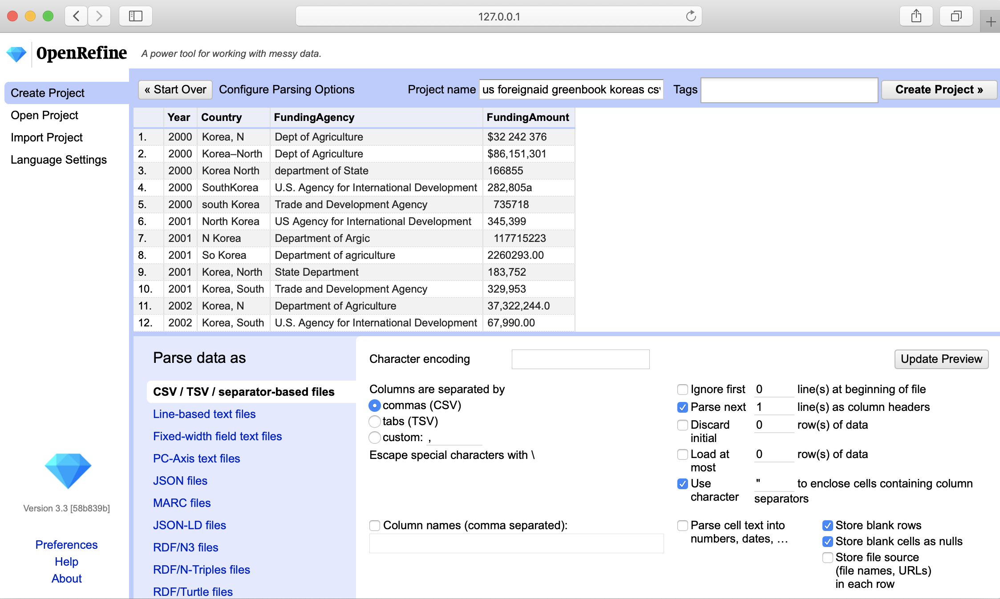 127.0.0.1
OpenRefine A power tool for working with messy data.
Create Project
Open Project
Import Project
Language Settings
« Start Over Configure Parsing Options Project name us foreignaid greenbook koreas csv Tags Create Project »
Year Country FundingAgency FundingAmount
1. 2000 Korea, N Dept of Agriculture $32 242 376
2. 2000 Korea–North Dept of Agriculture $86,151,301
3. 2000 Korea North department of State 166855
4. 2000 SouthKorea U.S. Agency for International Development 282,805a
5. 2000 south Korea Trade and Development Agency 735718
6. 2001 North Korea US Agency for International Development 345,399
7. 2001 N Korea Department of Argic 117715223
8. 2001 So Korea Department of agriculture 2260293.00
9. 2001 Korea, North State Department 183,752
10. 2001 Korea, South Trade and Development Agency 329,953
11. 2002 Korea, N Department of Agriculture 37,322,244.0
12. 2002 Korea, South U.S. Agency for International Development 67,990.00
Parse data as
CSV / TSV / separator-based files
Line-based text files
Fixed-width field text files
PC-Axis text files
JSON files
MARC files
JSON-LD files
RDF/N3 files
RDF/N-Triples files
RDF/Turtle files
Character encoding
Update Preview
Columns are separated by
commas (CSV)
tabs (TSV)
custom: ,
Escape special characters with \
Column names (comma separated):
Ignore first 0 line(s) at beginning of file
Parse next 1 line(s) as column headers
Discard initial 0 row(s) of data
Load at most 0 row(s) of data
Use character " to enclose cells containing column separators
Parse cell text into
numbers, dates, ...
Store blank rows
Store blank cells as nulls
Store file source
(file names, URLs)
in each row
Version 3.3 [58b839b]
Preferences
Help
About